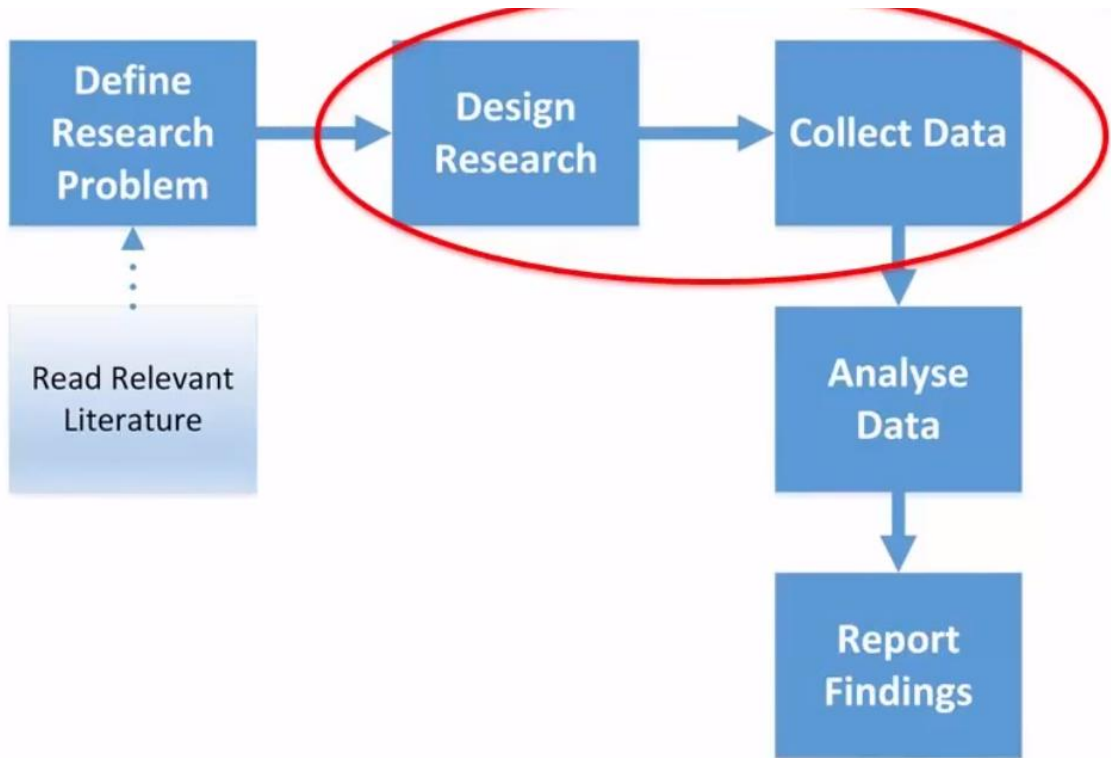 Define
Research
Problem
Design
Research
Collect Data
Read Relevant
Literature
Analyse
Data
Report
Findings